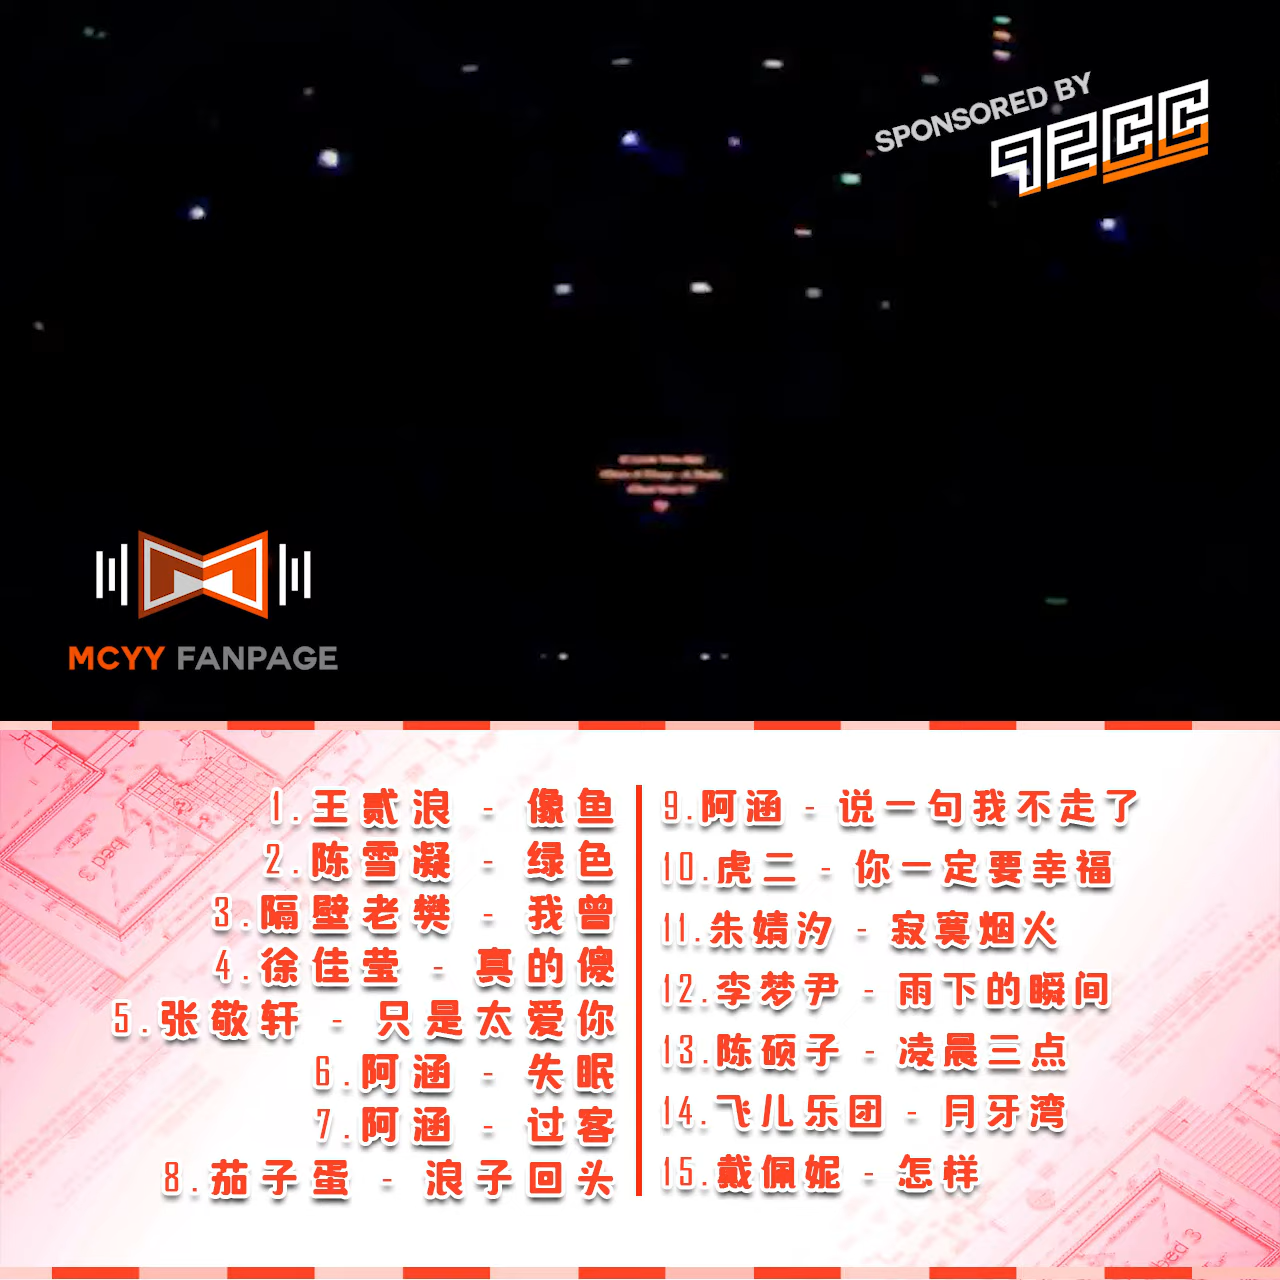 SPONSORED BY
92CC
MCYY FANPAGE
1.王贰浪 - 像鱼
2.陈雪凝 - 绿色
3.隔壁老樊 - 我曾
4.徐佳莹 - 真的傻
5.张敬轩 - 只是太爱你
6.阿涵 - 失眠
7.阿涵 - 过客
8.茄子蛋 - 浪子回头
9.阿涵 - 说一句我不走了
10.虎二 - 你一定要幸福
11.朱婧汐 - 寂寞烟火
12.李梦尹 - 雨下的瞬间
13.陈硕子 - 凌晨三点
14.飞儿乐团 - 月牙湾
15.戴佩妮 - 怎样